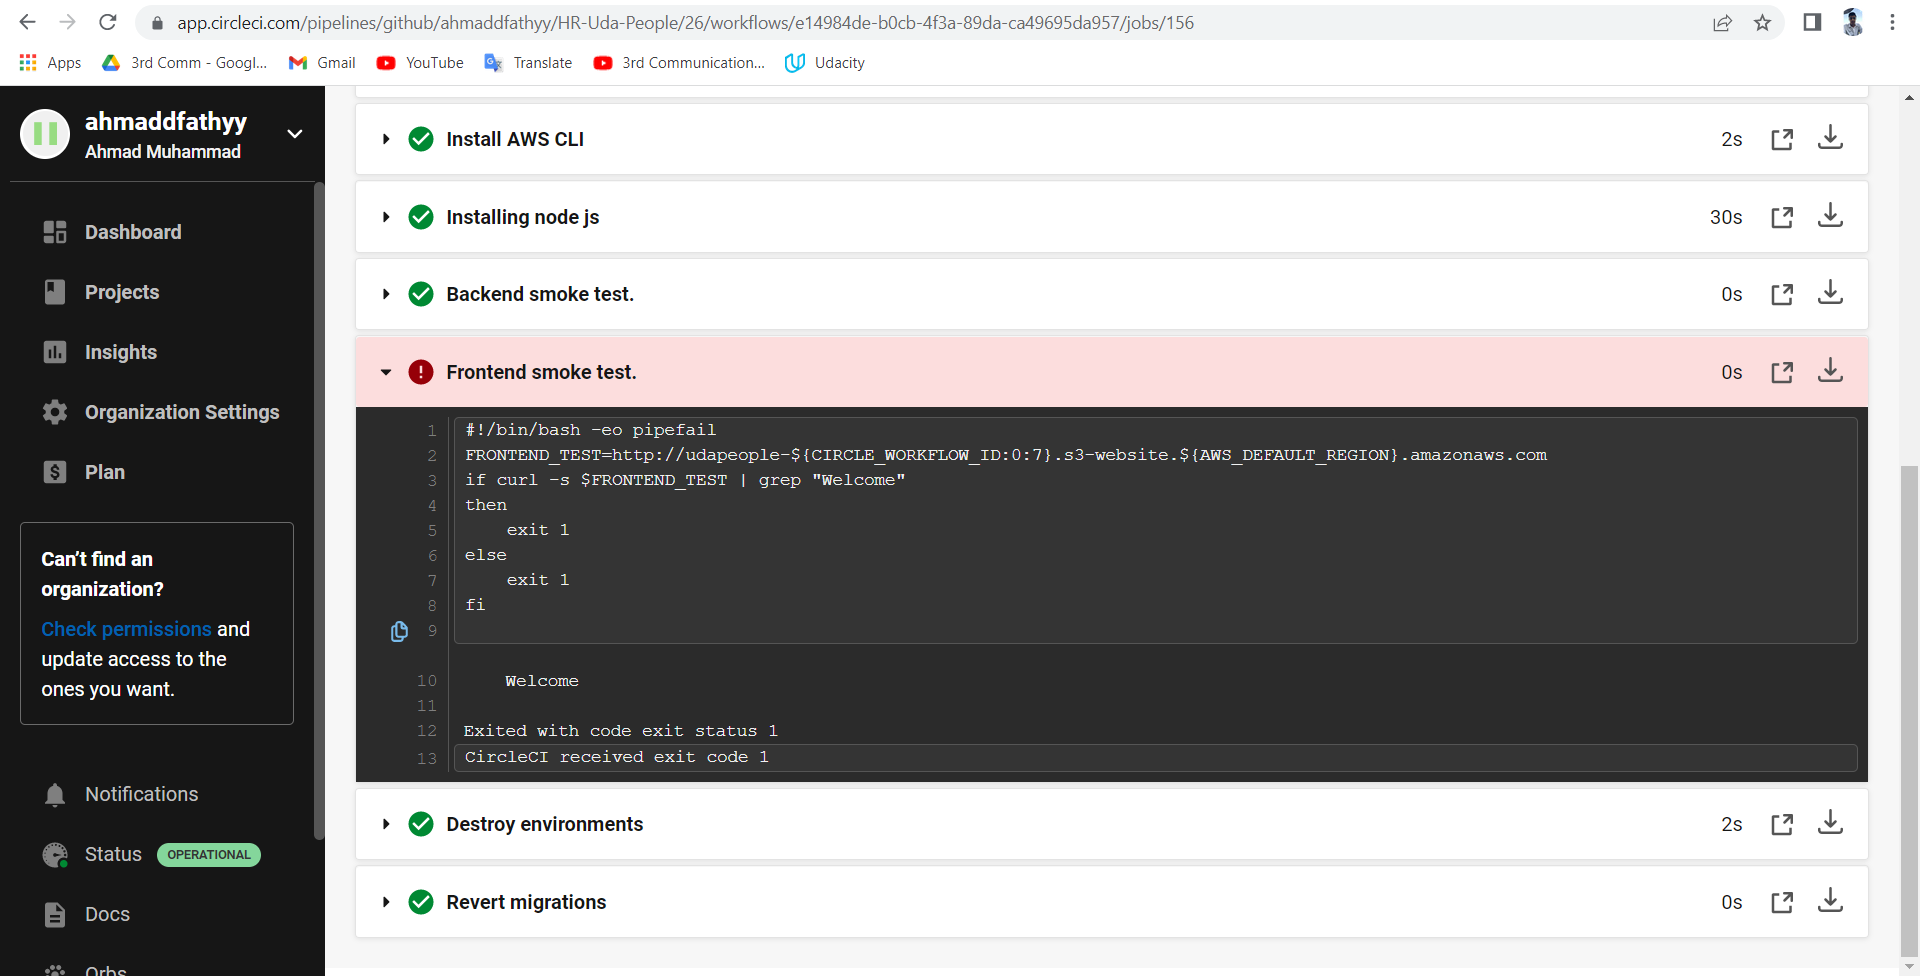 app.circleci.com/pipelines/github/ahmaddfathyy/HR-Uda-People/26/workflows/e14984de-b0cb-4f3a-89da-ca49695da957/jobs/156
Apps 3rd Comm - Googl... Gmail YouTube Translate 3rd Communication... Udacity
ahmaddfathyy
Ahmad Muhammad
Dashboard
Projects
Insights
Organization Settings
Plan
Can't find an
organization?
Check permissions and
update access to the
ones you want.
Notifications
Status OPERATIONAL
Docs
Orbs
Install AWS CLI 2s
Installing node js 30s
Backend smoke test. 0s
Frontend smoke test. 0s
1 #!/bin/bash -eo pipefail
2 FRONTEND_TEST=http://udapeople-${CIRCLE_WORKFLOW_ID:0:7}.s3-website.${AWS_DEFAULT_REGION}.amazonaws.com
3 if curl -s $FRONTEND_TEST | grep "Welcome"
4 then
5     exit 1
6 else
7     exit 1
8 fi
9
10     Welcome
11
12 Exited with code exit status 1
13 CircleCI received exit code 1
Destroy environments 2s
Revert migrations 0s